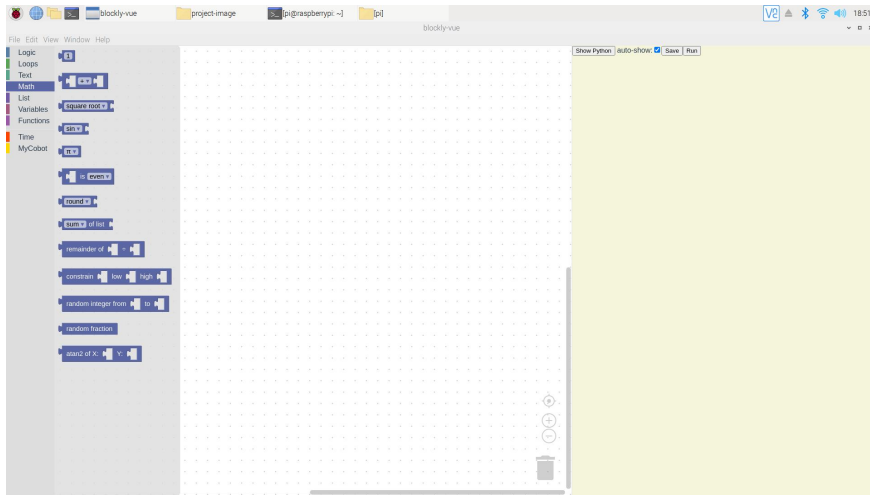 blockly-vue project-image [pi@raspberrypi: ~] [pi] V2 18:51
blockly-vue
File Edit View Window Help
Logic
Loops
Text
Math
List
Variables
Functions
Time
MyCobot
1
+
square root
sin
π
is even
round
sum of list
remainder of ÷
constrain low high
random integer from to
random fraction
atan2 of X: Y:
Show Python auto-show: Save Run